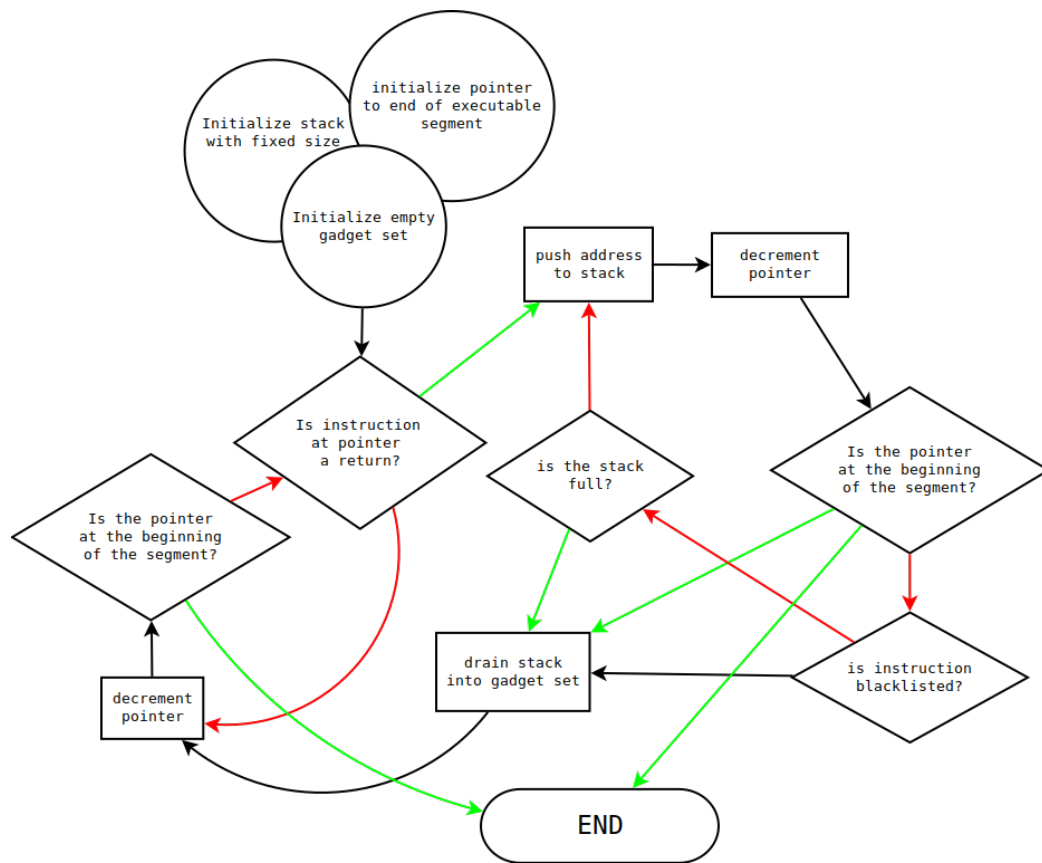 initialize pointer
to end of executable
segment
Initialize stack
with fixed size
Initialize empty
gadget set
push address
to stack
decrement
pointer
Is instruction
at pointer
a return?
is the stack
full?
Is the pointer
at the beginning
of the segment?
Is the pointer
at the beginning
of the segment?
drain stack
into gadget set
is instruction
blacklisted?
decrement
pointer
END